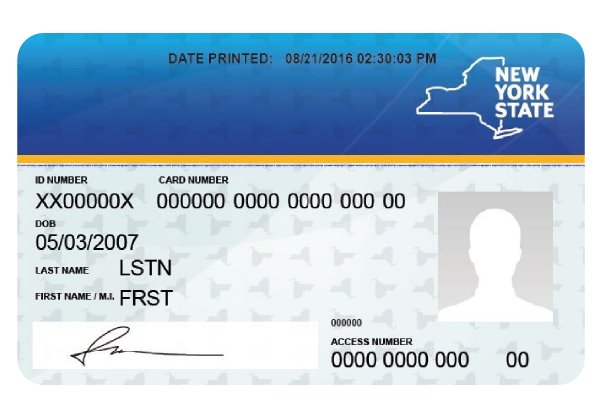 DATE PRINTED: 08/21/2016 02:30:03 PM
NEW
YORK
STATE
ID NUMBER CARD NUMBER
XX00000X 000000 0000 0000 000 00
DOB
05/03/2007
LAST NAME LSTN
FIRST NAME / M.I. FRST
000000
ACCESS NUMBER
0000 0000 000 00